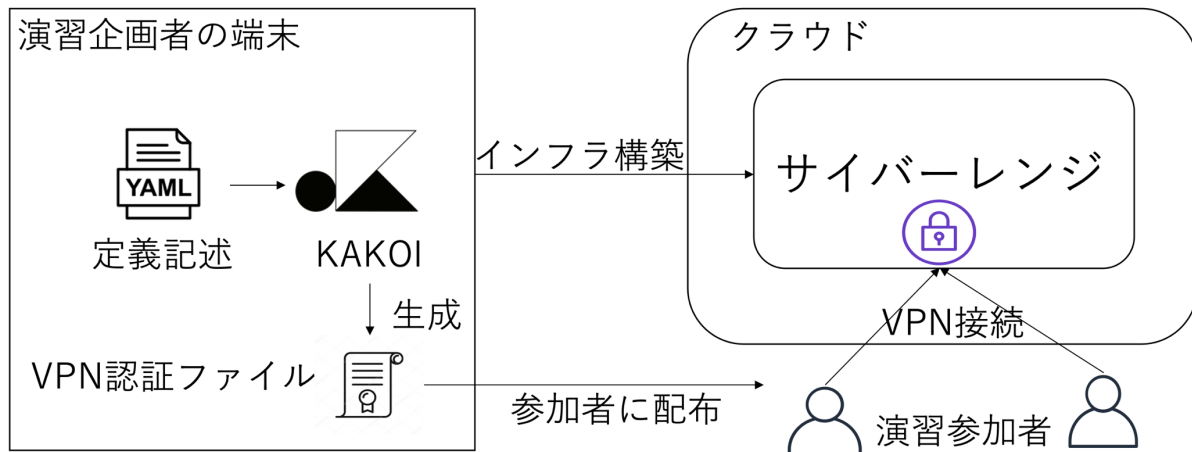 演習企画者の端末
クラウド
インフラ構築
サイバーレンジ
YAML
定義記述
KAKOI
生成
VPN接続
VPN認証ファイル
参加者に配布
演習参加者